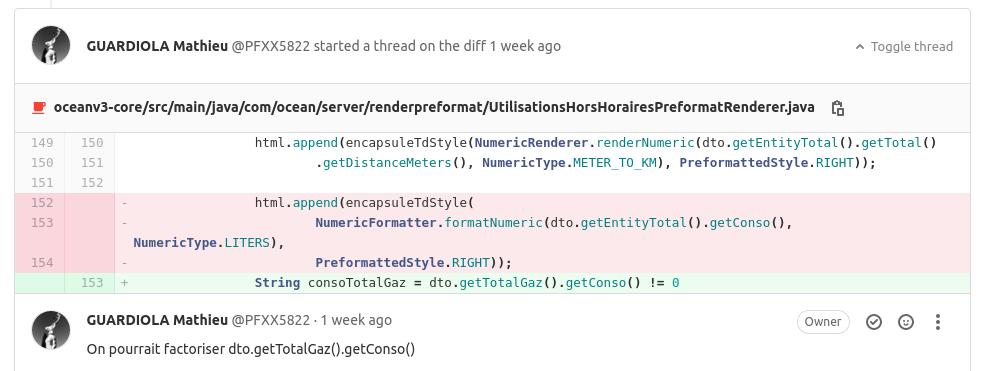 GUARDIOLA Mathieu @PFXX5822 started a thread on the diff 1 week ago
Toggle thread
oceanv3-core/src/main/java/com/ocean/server/renderpreformat/UtilisationsHorsHorairesPreformatRenderer.java
149 150 html.append(encapsuleTdStyle(NumericRenderer.renderNumeric(dto.getEntityTotal().getTotal()
150 151 .getDistanceMeters(), NumericType.METER_TO_KM), PreformattedStyle.RIGHT));
151 152
152 - html.append(encapsuleTdStyle(
153 - NumericFormatter.formatNumeric(dto.getEntityTotal().getConso(),
NumericType.LITERS),
154 - PreformattedStyle.RIGHT));
153 + String consoTotalGaz = dto.getTotalGaz().getConso() != 0
GUARDIOLA Mathieu @PFXX5822 · 1 week ago
Owner
On pourrait factoriser dto.getTotalGaz().getConso()